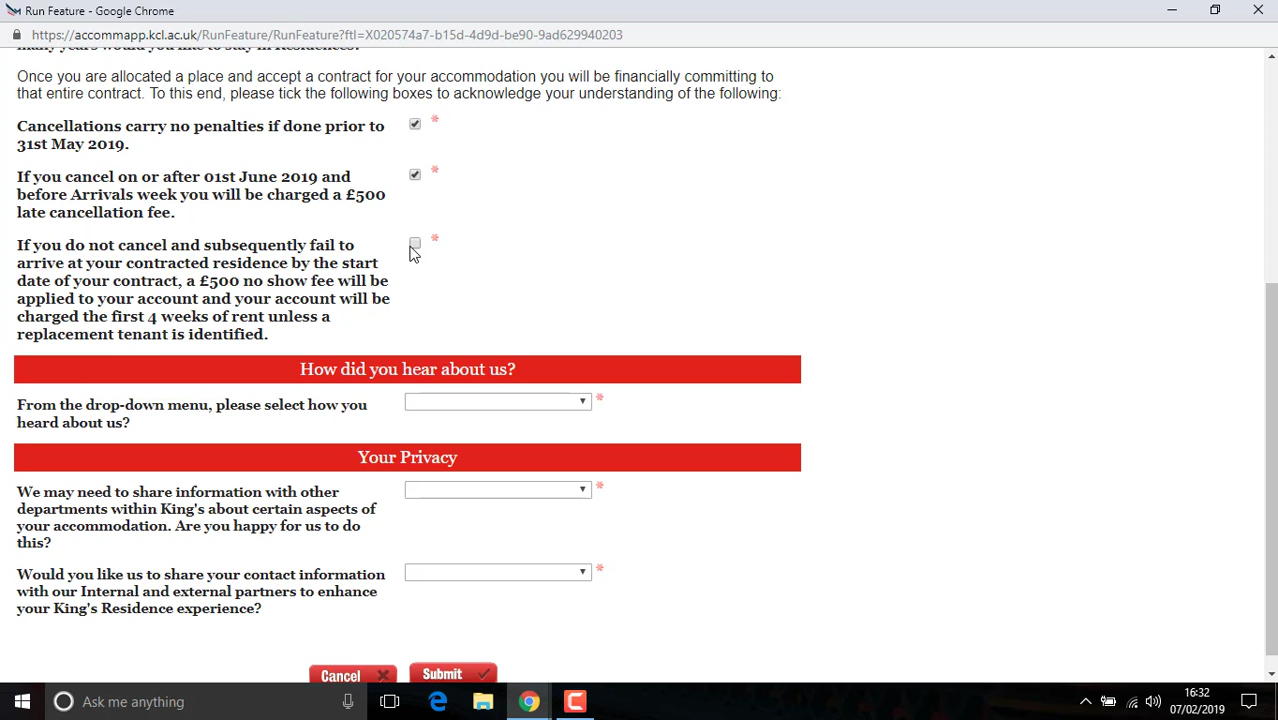 Run Feature - Google Chrome
https://accommapp.kcl.ac.uk/RunFeature/RunFeature?ftl=X020574a7-b15d-4d9d-be90-9ad629940203
many years would you like to stay in Residences?
Once you are allocated a place and accept a contract for your accommodation you will be financially committing to
that entire contract. To this end, please tick the following boxes to acknowledge your understanding of the following:
Cancellations carry no penalties if done prior to *
31st May 2019.
If you cancel on or after 01st June 2019 and *
before Arrivals week you will be charged a £500
late cancellation fee.
If you do not cancel and subsequently fail to *
arrive at your contracted residence by the start
date of your contract, a £500 no show fee will be
applied to your account and your account will be
charged the first 4 weeks of rent unless a
replacement tenant is identified.
How did you hear about us?
From the drop-down menu, please select how you *
heard about us?
Your Privacy
We may need to share information with other *
departments within King's about certain aspects of
your accommodation. Are you happy for us to do
this?
Would you like us to share your contact information *
with our Internal and external partners to enhance
your King's Residence experience?
Cancel Submit
Ask me anything
16:32
07/02/2019